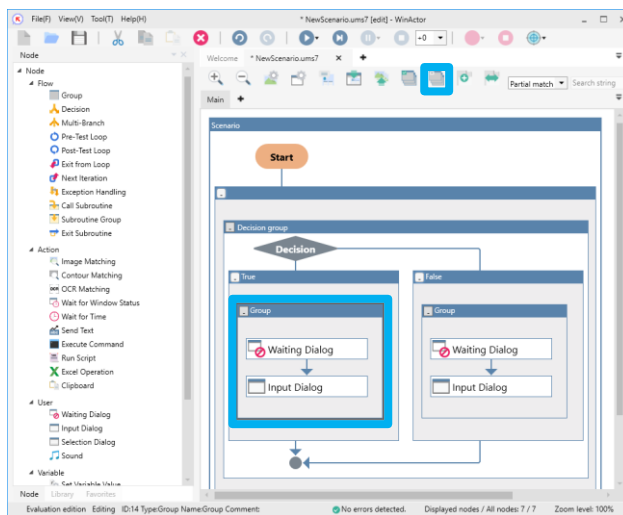 File(F) View(V) Tool(T) Help(H)
* NewScenario.ums7 [edit] - WinActor
+0
Node
Welcome * NewScenario.ums7
Node
Flow
Group
Decision
Multi-Branch
Pre-Test Loop
Post-Test Loop
Exit from Loop
Next Iteration
Exception Handling
Call Subroutine
Subroutine Group
Exit Subroutine
Action
Image Matching
Contour Matching
OCR Matching
Wait for Window Status
Wait for Time
Send Text
Execute Command
Run Script
Excel Operation
Clipboard
User
Waiting Dialog
Input Dialog
Selection Dialog
Sound
Variable
Set Variable Value
Node Library Favorites
Partial match Search string
Main
Scenario
Start
Decision group
Decision
True
False
Group
Group
Waiting Dialog
Waiting Dialog
Input Dialog
Input Dialog
Evaluation edition Editing ID:14 Type:Group Name:Group Comment: No errors detected. Displayed nodes / All nodes: 7 / 7 Zoom level: 100%